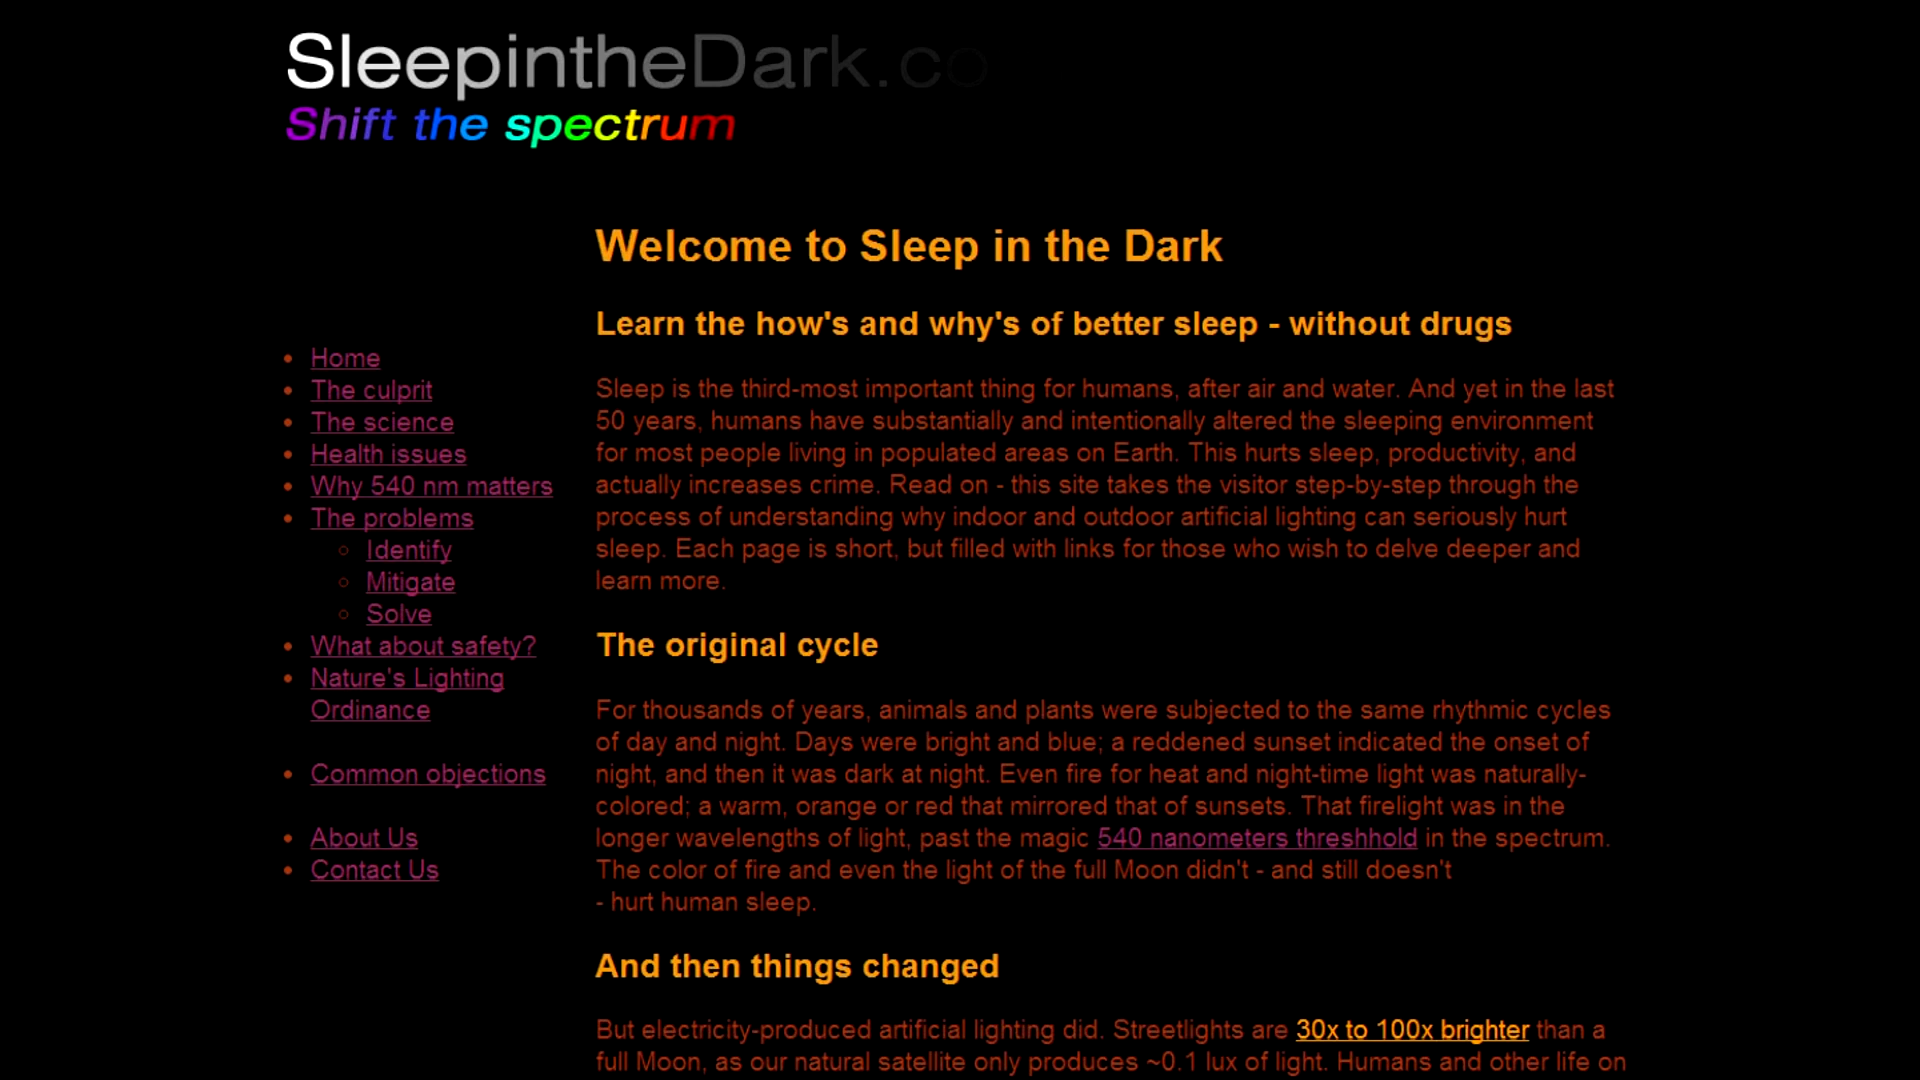 SleepintheDark.co
Shift the spectrum
Welcome to Sleep in the Dark
Learn the how's and why's of better sleep - without drugs
Home
The culprit
The science
Health issues
Why 540 nm matters
The problems
Identify
Mitigate
Solve
What about safety?
Nature's Lighting
Ordinance
Common objections
About Us
Contact Us
Sleep is the third-most important thing for humans, after air and water. And yet in the last
50 years, humans have substantially and intentionally altered the sleeping environment
for most people living in populated areas on Earth. This hurts sleep, productivity, and
actually increases crime. Read on - this site takes the visitor step-by-step through the
process of understanding why indoor and outdoor artificial lighting can seriously hurt
sleep. Each page is short, but filled with links for those who wish to delve deeper and
learn more.
The original cycle
For thousands of years, animals and plants were subjected to the same rhythmic cycles
of day and night. Days were bright and blue; a reddened sunset indicated the onset of
night, and then it was dark at night. Even fire for heat and night-time light was naturally-
colored; a warm, orange or red that mirrored that of sunsets. That firelight was in the
longer wavelengths of light, past the magic 540 nanometers threshhold in the spectrum.
The color of fire and even the light of the full Moon didn't - and still doesn't
- hurt human sleep.
And then things changed
But electricity-produced artificial lighting did. Streetlights are 30x to 100x brighter than a
full Moon, as our natural satellite only produces ~0.1 lux of light. Humans and other life on